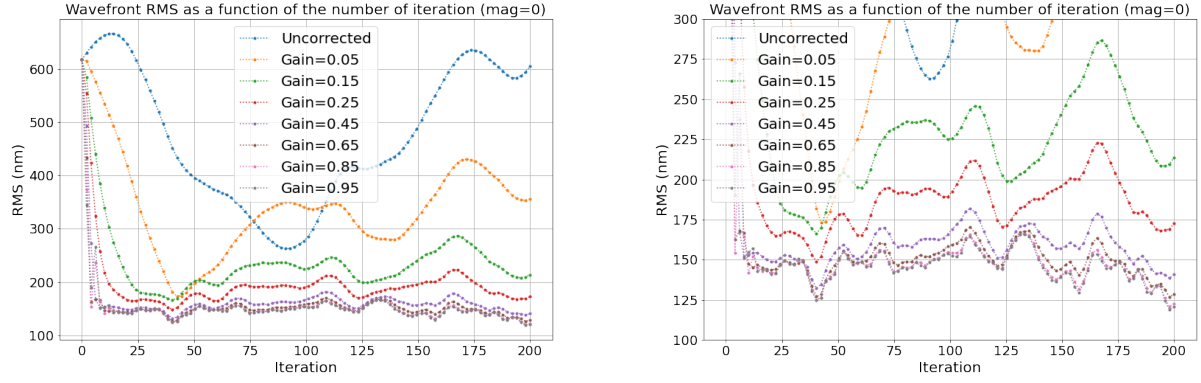 Wavefront RMS as a function of the number of iteration (mag=0)
RMS (nm)
600
500
400
300
200
100
Uncorrected
Gain=0.05
Gain=0.15
Gain=0.25
Gain=0.45
Gain=0.65
Gain=0.85
Gain=0.95
0 25 50 75 100 125 150 175 200
Iteration
Wavefront RMS as a function of the number of iteration (mag=0)
RMS (nm)
300
275
250
225
200
175
150
125
100
Uncorrected
Gain=0.05
Gain=0.15
Gain=0.25
Gain=0.45
Gain=0.65
Gain=0.85
Gain=0.95
0 25 50 75 100 125 150 175 200
Iteration